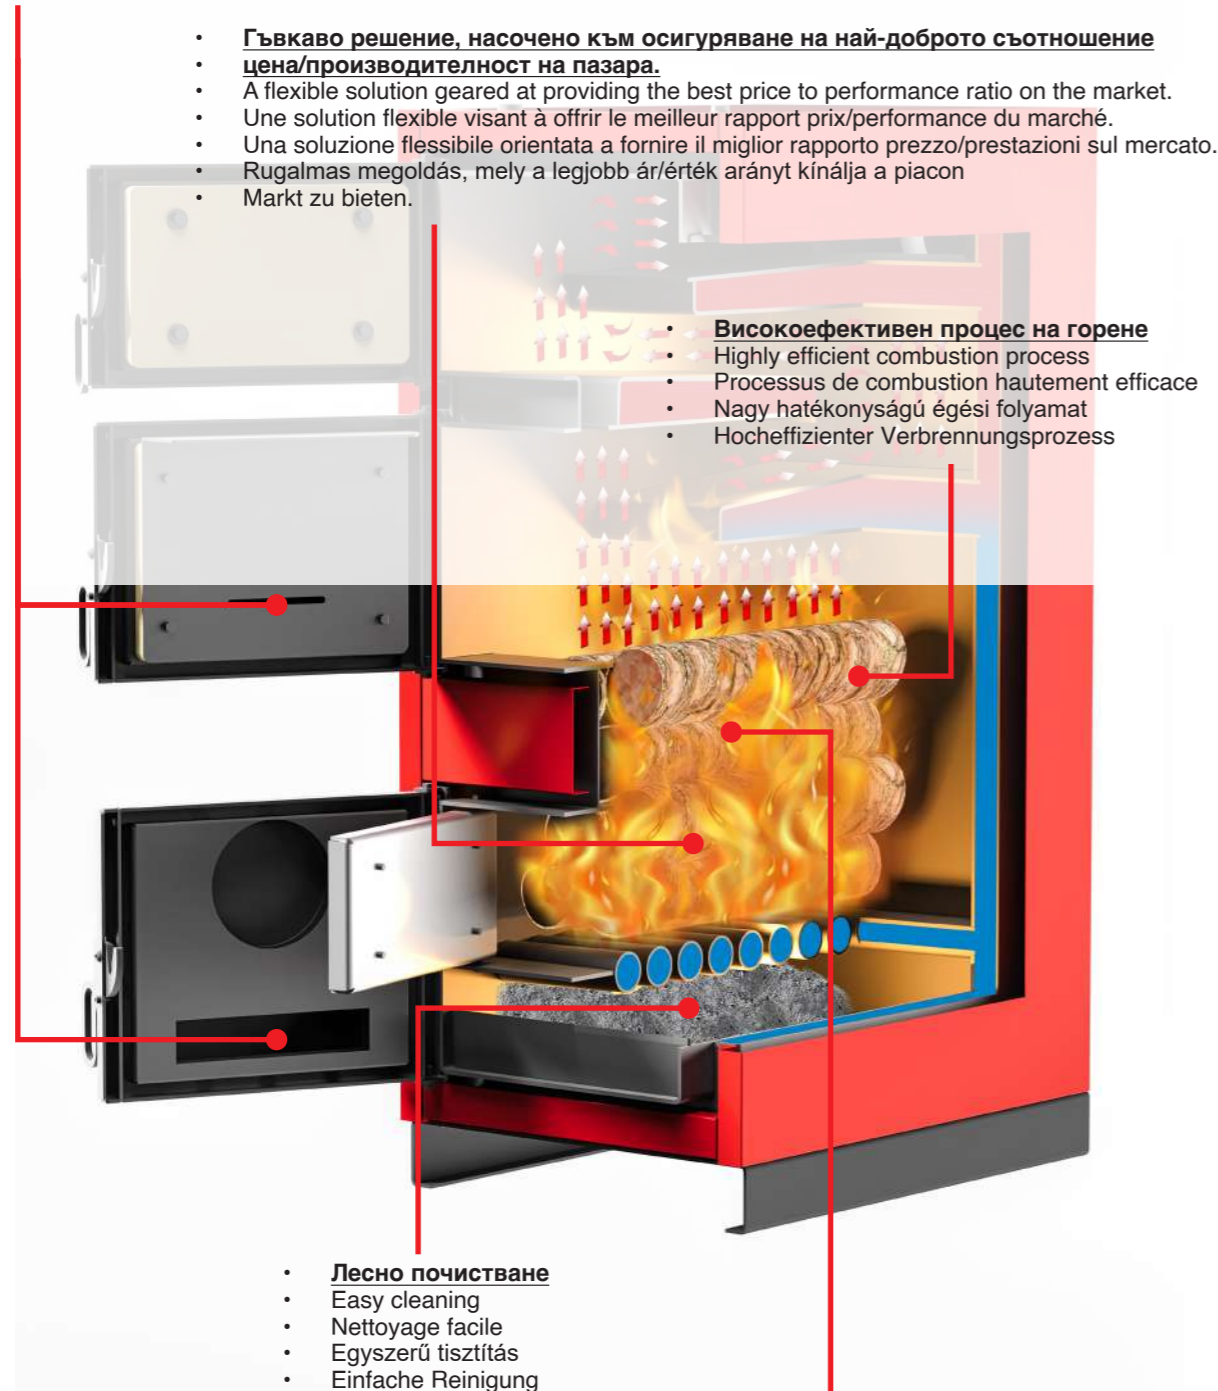 • Гъвкаво решение, насочено към осигуряване на най-доброто съотношение
• цена/производителност на пазара.
• A flexible solution geared at providing the best price to performance ratio on the market.
• Une solution flexible visant à offrir le meilleur rapport prix/performance du marché.
• Una soluzione flessibile orientata a fornire il miglior rapporto prezzo/prestazioni sul mercato.
• Rugalmas megoldás, mely a legjobb ár/érték arányt kínálja a piacon
• Markt zu bieten.
• Високоефективен процес на горене
• Highly efficient combustion process
• Processus de combustion hautement efficace
• Nagy hatékonyságú égési folyamat
• Hocheffizienter Verbrennungsprozess
• Лесно почистване
• Easy cleaning
• Nettoyage facile
• Egyszerű tisztítás
• Einfache Reinigung